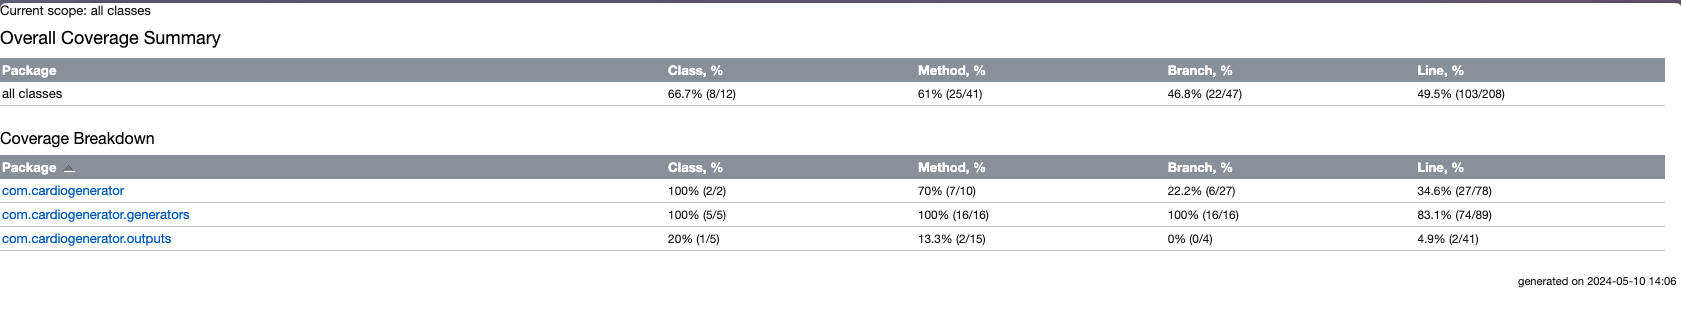 Current scope: all classes
Overall Coverage Summary
Package Class, % Method, % Branch, % Line, %
all classes 66.7% (8/12) 61% (25/41) 46.8% (22/47) 49.5% (103/208)
Coverage Breakdown
Package Class, % Method, % Branch, % Line, %
com.cardiogenerator 100% (2/2) 70% (7/10) 22.2% (6/27) 34.6% (27/78)
com.cardiogenerator.generators 100% (5/5) 100% (16/16) 100% (16/16) 83.1% (74/89)
com.cardiogenerator.outputs 20% (1/5) 13.3% (2/15) 0% (0/4) 4.9% (2/41)
generated on 2024-05-10 14:06